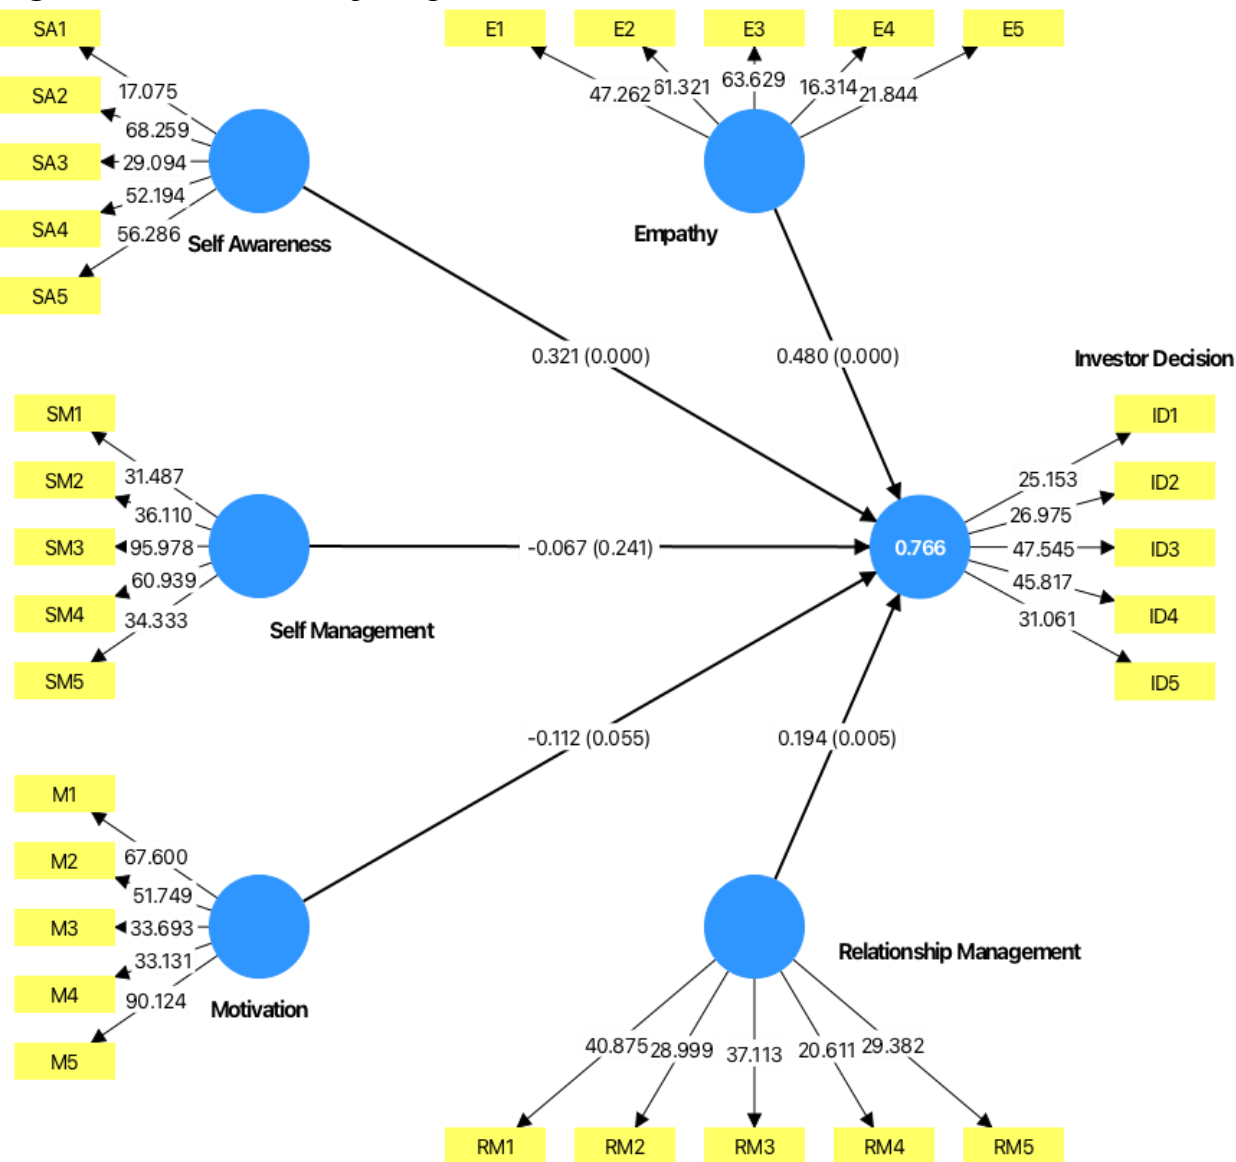 SA1
SA2
SA3
SA4
SA5
17.075
68.259
29.094
52.194
56.286
Self Awareness
E1
E2
E3
E4
E5
47.262
61.321
63.629
16.314
21.844
Empathy
0.321 (0.000)
0.480 (0.000)
Investor Decision
ID1
ID2
ID3
ID4
ID5
25.153
26.975
47.545
45.817
31.061
0.766
SM1
SM2
SM3
SM4
SM5
31.487
36.110
95.978
60.939
34.333
Self Management
-0.067 (0.241)
-0.112 (0.055)
0.194 (0.005)
M1
M2
M3
M4
M5
67.600
51.749
33.693
33.131
90.124
Motivation
Relationship Management
40.875
28.999
37.113
20.611
29.382
RM1
RM2
RM3
RM4
RM5